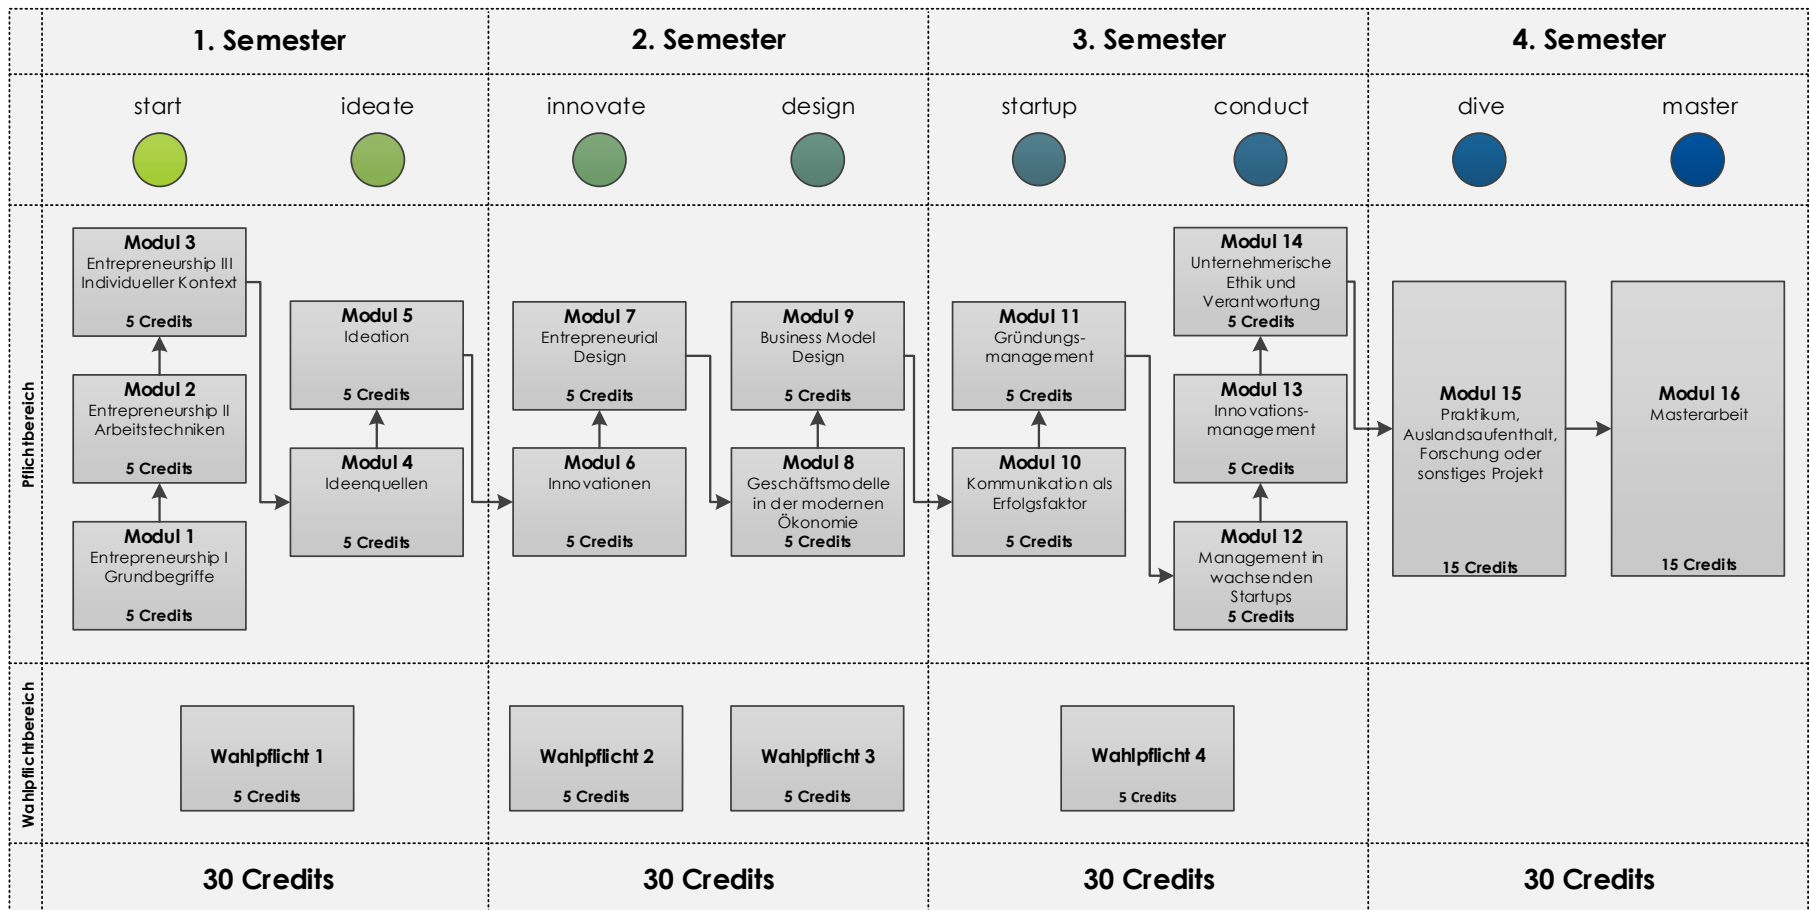 1. Semester
2. Semester
3. Semester
4. Semester
start
ideate
innovate
design
startup
conduct
dive
master
Pflichtbereich
Modul 3
Entrepreneurship III
Individueller Kontext
5 Credits
Modul 2
Entrepreneurship II
Arbeitstechniken
5 Credits
Modul 1
Entrepreneurship I
Grundbegriffe
5 Credits
Modul 5
Ideation
5 Credits
Modul 4
Ideenquellen
5 Credits
Modul 7
Entrepreneurial
Design
5 Credits
Modul 6
Innovationen
5 Credits
Modul 9
Business Model
Design
5 Credits
Modul 8
Geschäftsmodelle
in der modernen
Ökonomie
5 Credits
Modul 11
Gründungs-
management
5 Credits
Modul 10
Kommunikation als
Erfolgsfaktor
5 Credits
Modul 14
Unternehmerische
Ethik und
Verantwortung
5 Credits
Modul 13
Innovations-
management
5 Credits
Modul 12
Management in
wachsenden
Startups
5 Credits
Modul 15
Praktikum,
Auslandsaufenthalt,
Forschung oder
sonstiges Projekt
15 Credits
Modul 16
Masterarbeit
15 Credits
Wahlpflichtbereich
Wahlpflicht 1
5 Credits
Wahlpflicht 2
5 Credits
Wahlpflicht 3
5 Credits
Wahlpflicht 4
5 Credits
30 Credits
30 Credits
30 Credits
30 Credits